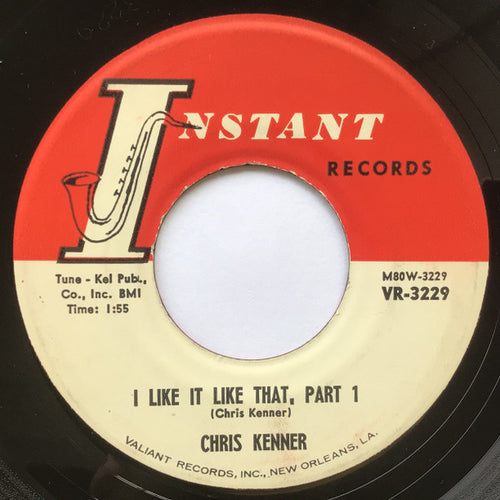 INSTANT
RECORDS
Tune - Kel Publ.,
Co., Inc. BMI
Time: 1:55
M80W-3229
VR-3229
I LIKE IT LIKE THAT, PART 1
(Chris Kenner)
CHRIS KENNER
VALIANT RECORDS, INC., NEW ORLEANS, LA.